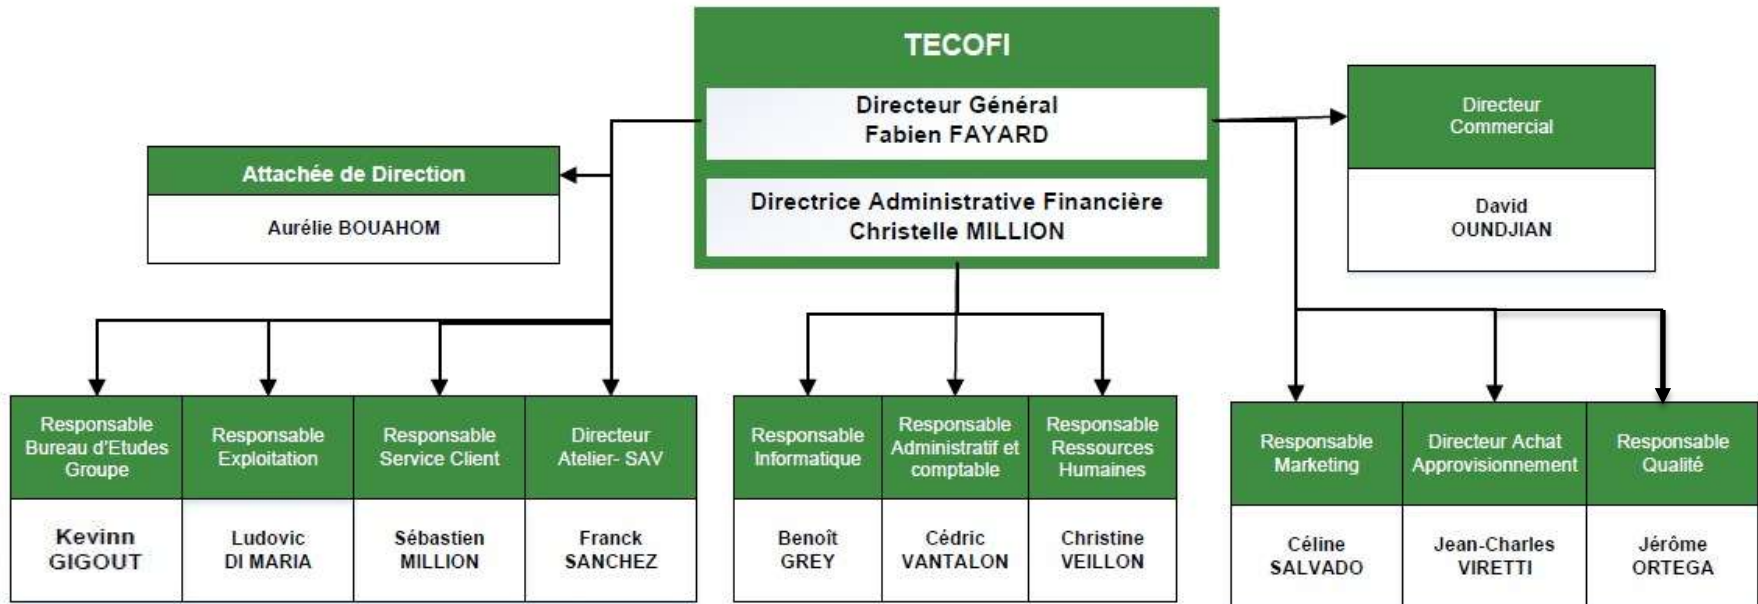 TECOFI
Directeur Général
Fabien FAYARD
Directrice Administrative Financière
Christelle MILLION
Directeur
Commercial
David
OUNDJIAN
Attachée de Direction
Aurélie BOUAHOM
Responsable
Bureau d'Etudes
Groupe
Kevinn
GIGOUT
Responsable
Exploitation
Ludovic
DI MARIA
Responsable
Service Client
Sébastien
MILLION
Directeur
Atelier- SAV
Franck
SANCHEZ
Responsable
Informatique
Benoît
GREY
Responsable
Administratif et
comptable
Cédric
VANTALON
Responsable
Ressources
Humaines
Christine
VEILLON
Responsable
Marketing
Céline
SALVADO
Directeur Achat
Approvisionnement
Jean-Charles
VIRETTI
Responsable
Qualité
Jérôme
ORTEGA